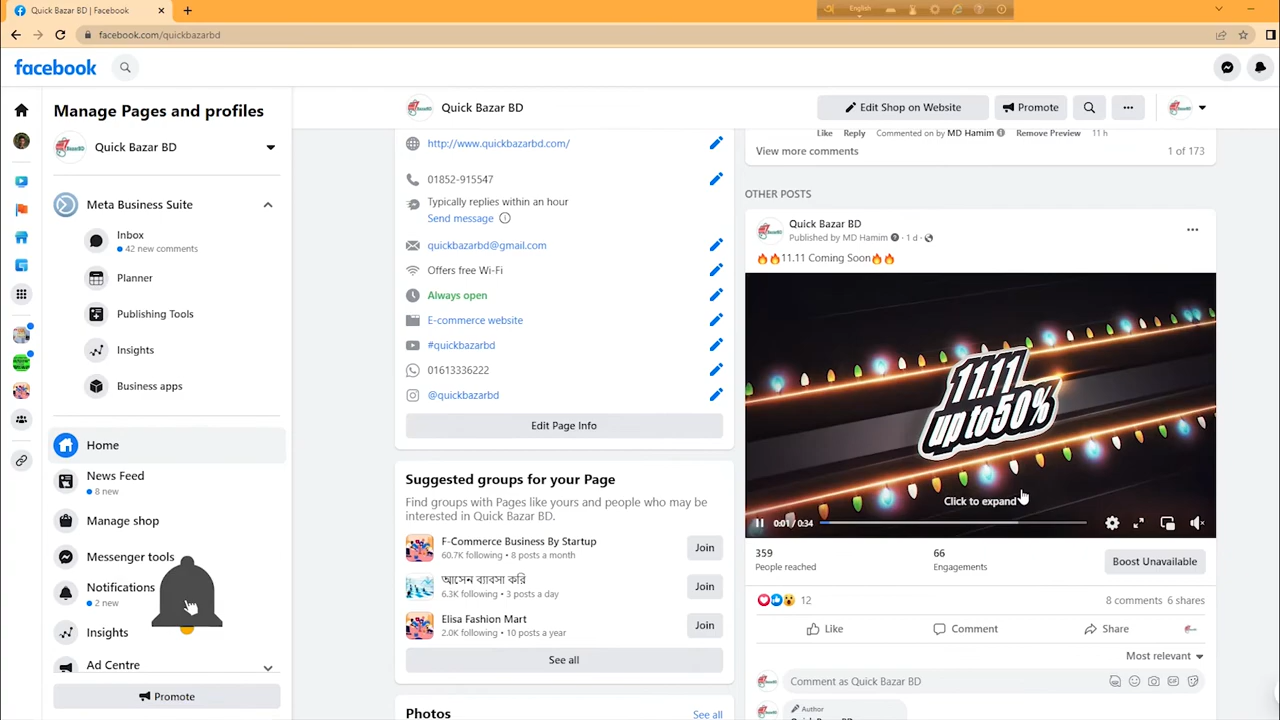 Quick Bazar BD | Facebook
English
facebook.com/quickbazarbd
facebook
Manage Pages and profiles
Quick Bazar BD
Meta Business Suite
Inbox
42 new comments
Planner
Publishing Tools
Insights
Business apps
Home
News Feed
8 new
Manage shop
Messenger tools
Notifications
2 new
Insights
Ad Centre
Promote
Quick Bazar BD
Edit Shop on Website
Promote
http://www.quickbazarbd.com/
01852-915547
Typically replies within an hour
Send message
quickbazarbd@gmail.com
Offers free Wi-Fi
Always open
E-commerce website
#quickbazarbd
01613336222
@quickbazarbd
Edit Page Info
Suggested groups for your Page
Find groups with Pages like yours and people who may be
interested in Quick Bazar BD.
F-Commerce Business By Startup
60.7K following • 8 posts a month
Join
আসেন ব্যাবসা করি
6.3K following • 3 posts a day
Join
Elisa Fashion Mart
2.0K following • 10 posts a year
Join
See all
Photos
See all
Like Reply Commented on by MD Hamim Remove Preview 11 h
View more comments 1 of 173
OTHER POSTS
Quick Bazar BD
Published by MD Hamim · 1 d ·
🔥🔥11.11 Coming Soon🔥🔥
11.11
up to 50%
Click to expand
0:01 / 0:34
359
People reached
66
Engagements
Boost Unavailable
12
8 comments 6 shares
Like Comment Share
Most relevant
Comment as Quick Bazar BD
Author